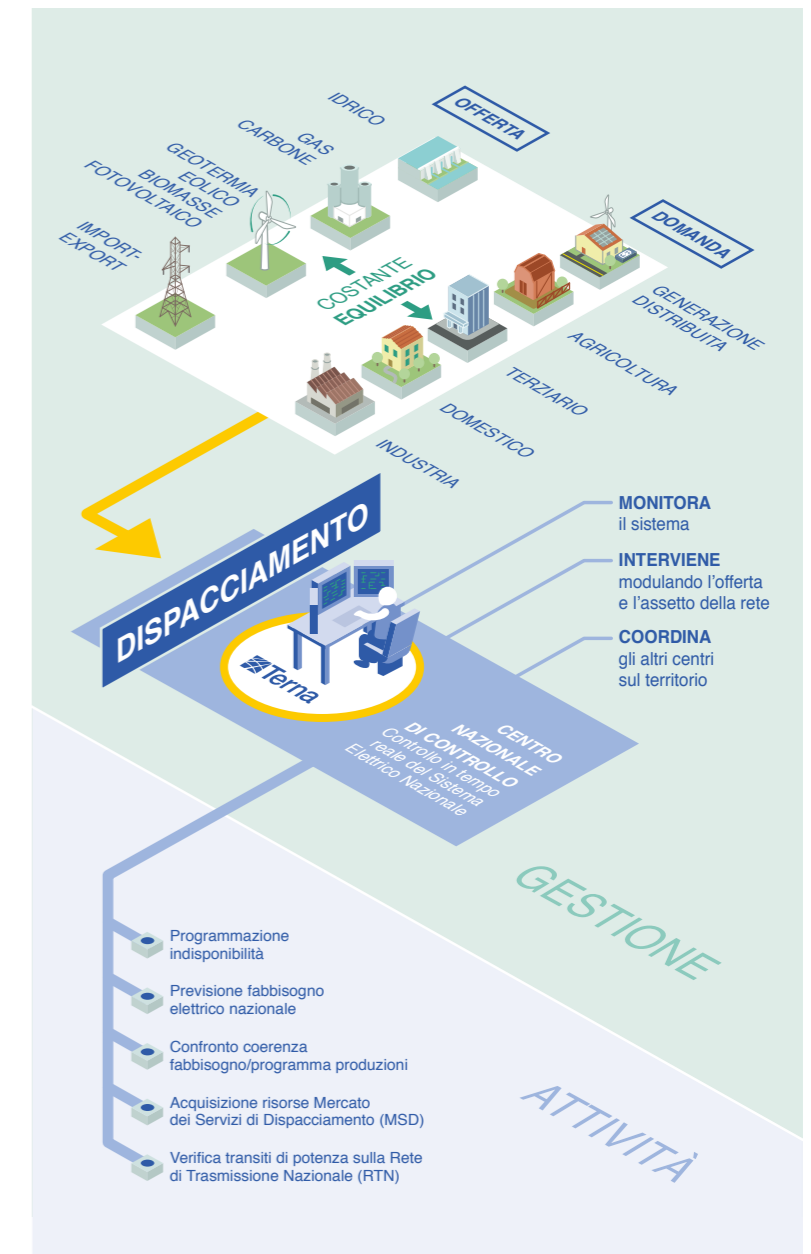 OFFERTA
IDRICO
GAS
CARBONE
GEOTERMIA
EOLICO
BIOMASSE
FOTOVOLTAICO
IMPORT-
EXPORT
COSTANTE
EQUILIBRIO
DOMANDA
GENERAZIONE
DISTRIBUITA
AGRICOLTURA
TERZIARIO
DOMESTICO
INDUSTRIA
DISPACCIAMENTO
Terna
MONITORA
il sistema
INTERVIENE
modulando l’offerta
e l’assetto della rete
COORDINA
gli altri centri
sul territorio
CENTRO
NAZIONALE
DI CONTROLLO
Controllo in tempo
reale del Sistema
Elettrico Nazionale
GESTIONE
Programmazione
indisponibilità
Previsione fabbisogno
elettrico nazionale
Confronto coerenza
fabbisogno/programma produzioni
Acquisizione risorse Mercato
dei Servizi di Dispacciamento (MSD)
Verifica transiti di potenza sulla Rete
di Trasmissione Nazionale (RTN)
ATTIVITÀ